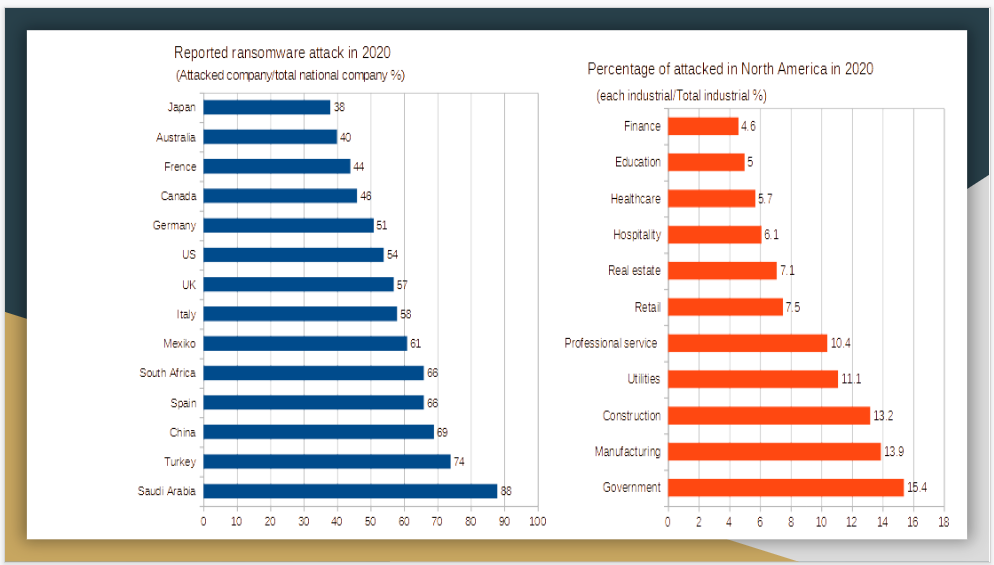 Reported ransomware attack in 2020
(Attacked company/total national company %)
Japan 38
Australia 40
Frence 44
Canada 46
Germany 51
US 54
UK 57
Italy 58
Mexiko 61
South Africa 66
Spain 66
China 69
Turkey 74
Saudi Arabia 88
0 10 20 30 40 50 60 70 80 90 100
Percentage of attacked in North America in 2020
(each industrial/Total industrial %)
Finance 4.6
Education 5
Healthcare 5.7
Hospitality 6.1
Real estate 7.1
Retail 7.5
Professional service 10.4
Utilities 11.1
Construction 13.2
Manufacturing 13.9
Government 15.4
0 2 4 6 8 10 12 14 16 18